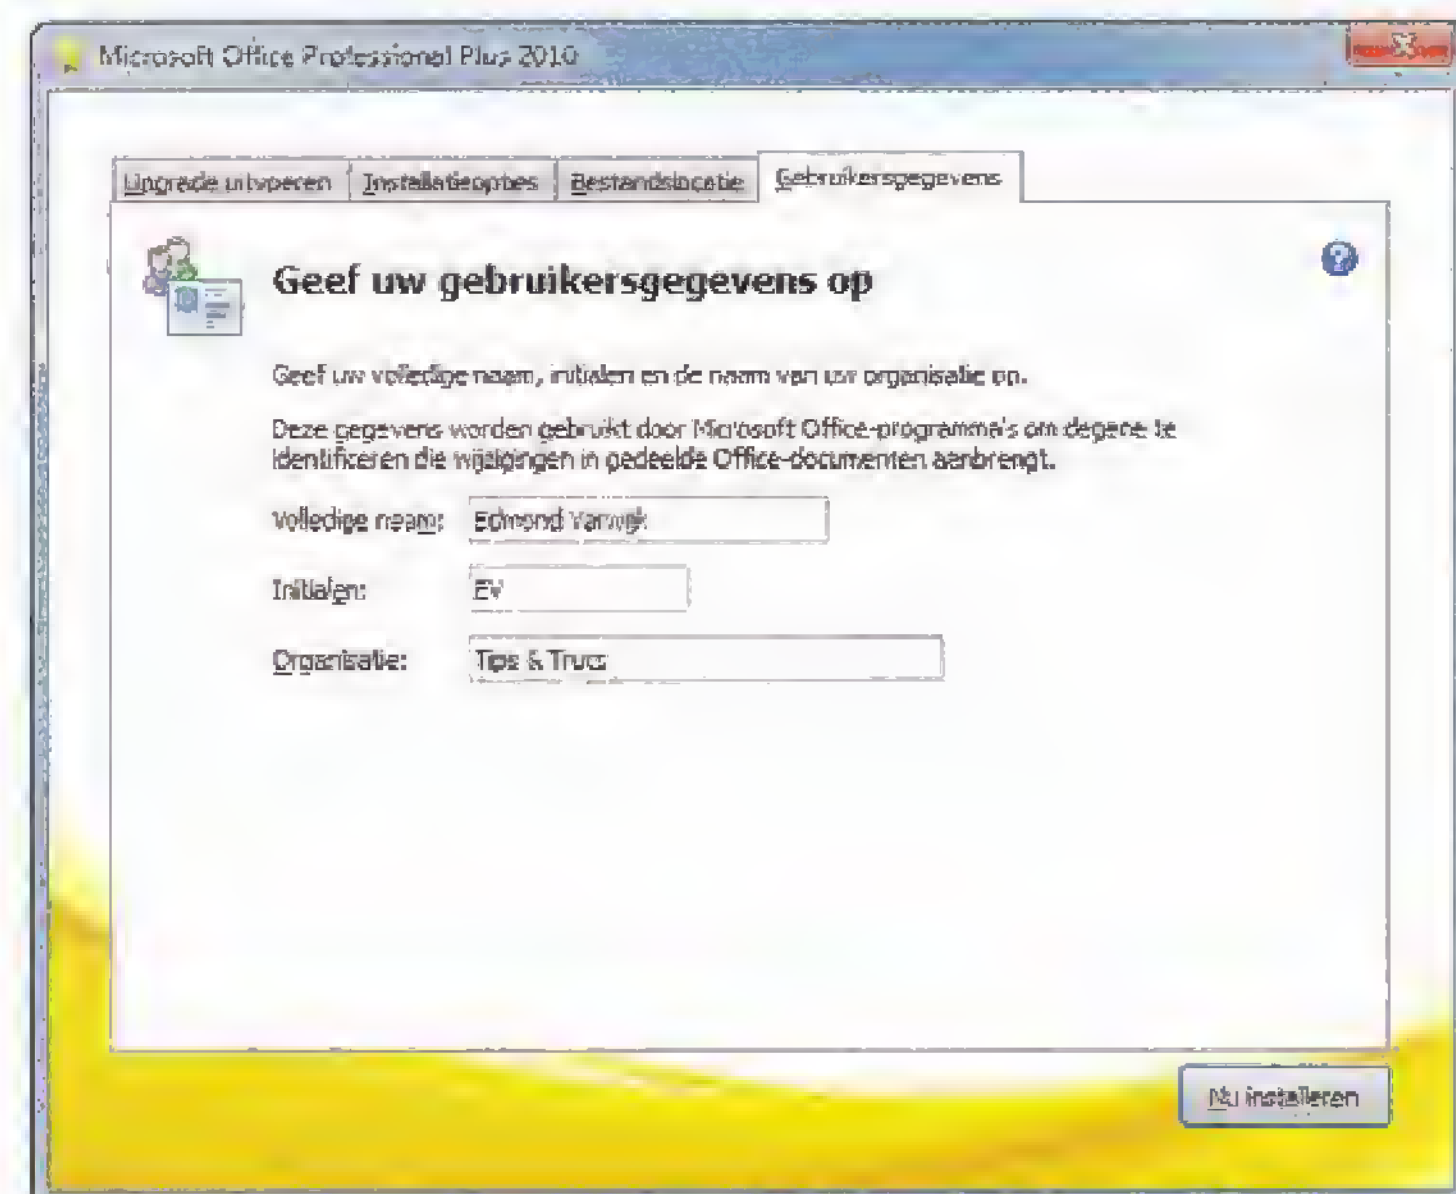 Microsoft Office Professional Plus 2010
Upgrade uitvoeren Installatieopties Bestandslocatie Gebruikersgegevens
Geef uw gebruikersgegevens op
Geef uw volledige naam, initialen en de naam van uw organisatie op.
Deze gegevens worden gebruikt door Microsoft Office-programma's om degene te
identificeren die wijzigingen in gedeelde Office-documenten aanbrengt.
Volledige naam: Edmond Varwijk
Initialen: EV
Organisatie: Tips & Trucs
Nu installeren